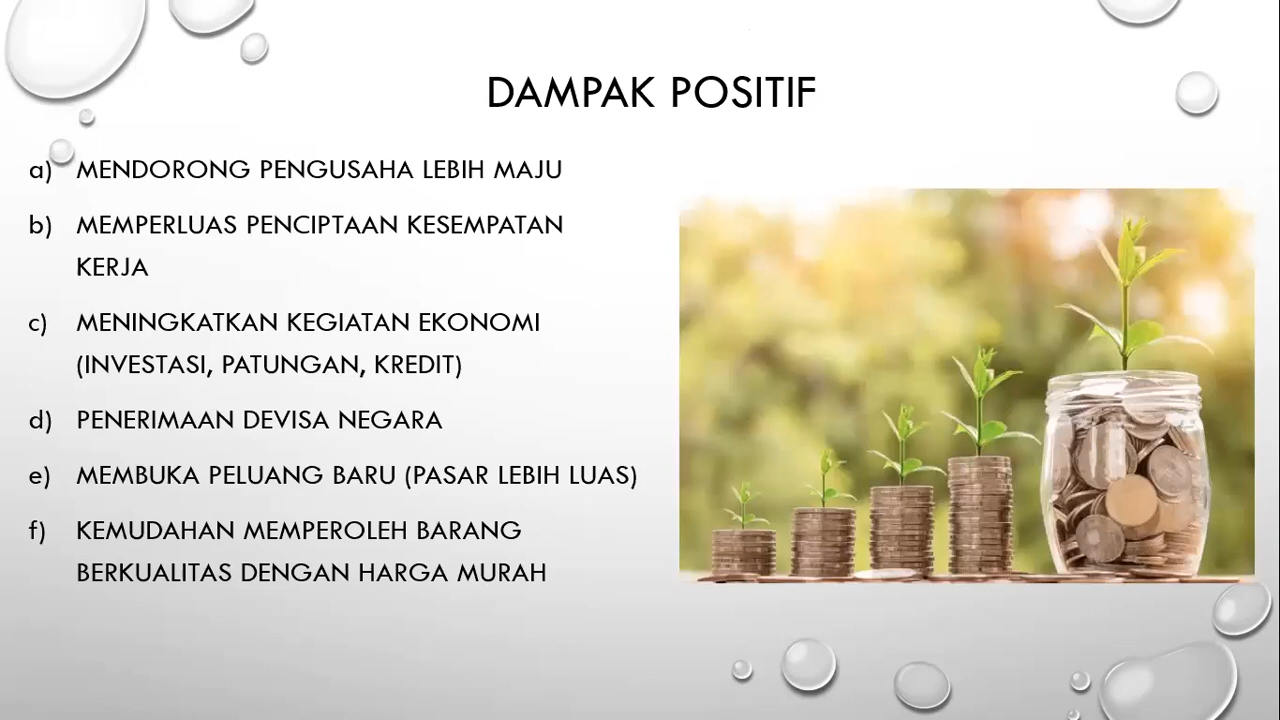 DAMPAK POSITIF
a) MENDORONG PENGUSAHA LEBIH MAJU
b) MEMPERLUAS PENCIPTAAN KESEMPATAN
KERJA
c) MENINGKATKAN KEGIATAN EKONOMI
(INVESTASI, PATUNGAN, KREDIT)
d) PENERIMAAN DEVISA NEGARA
e) MEMBUKA PELUANG BARU (PASAR LEBIH LUAS)
f) KEMUDAHAN MEMPEROLEH BARANG
BERKUALITAS DENGAN HARGA MURAH